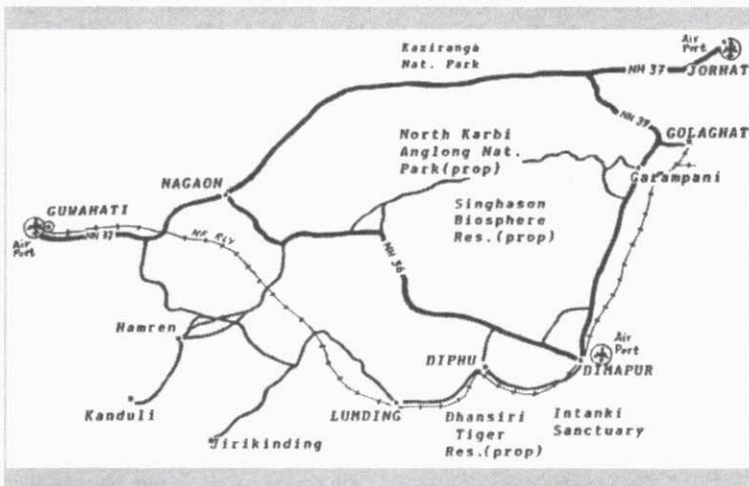 Air
Port
Kaziranga
Nat. Park
NH 37
JORHAT
NH 39
North Karbi
Anglong Nat.
Park(prop)
GOLAGHAT
Garampani
NAGAON
GUWAHATI
Singhason
Biosphere
Res.(prop)
Air
Port
NH 37
NR RLY
NH 36
Hamren
Air
Port
DIPHU
DIMAPUR
Kanduli
LUMDING
Dhansiri
Tiger
Res.(prop)
Intanki
Sanctuary
Jirikinding